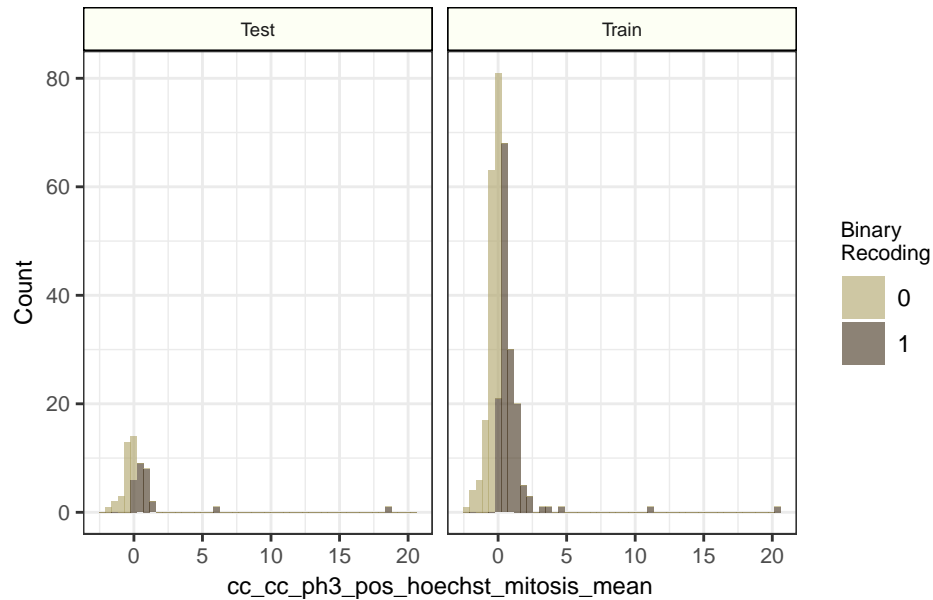 Test Train
80
60
40
20
0
Count
0 5 10 15 20 0 5 10 15 20
cc_cc_ph3_pos_hoechst_mitosis_mean
Binary
Recoding
0
1